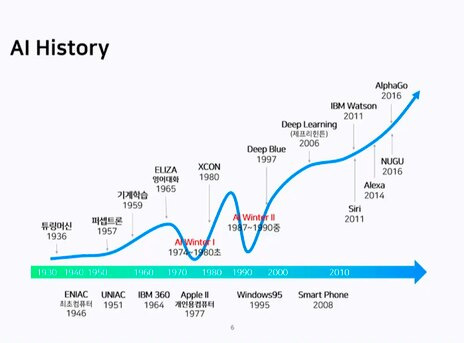 AI History
AlphaGo
2016
IBM Watson
2011
Deep Learning
(제프리힌튼)
2006
Deep Blue
1997
XCON
1980
ELIZA
영어대화
1965
기계학습
1959
퍼셉트론
1957
튜링머신
1936
NUGU
2016
Alexa
2014
Siri
2011
AI Winter I
1974~1980초
AI Winter II
1987~1990중
1930 1940 1950 1960 1970 1980 1990 2000 2010
ENIAC
최초컴퓨터
1946
UNIAC
1951
IBM 360
1964
Apple II
개인용컴퓨터
1977
Windows95
1995
Smart Phone
2008
6